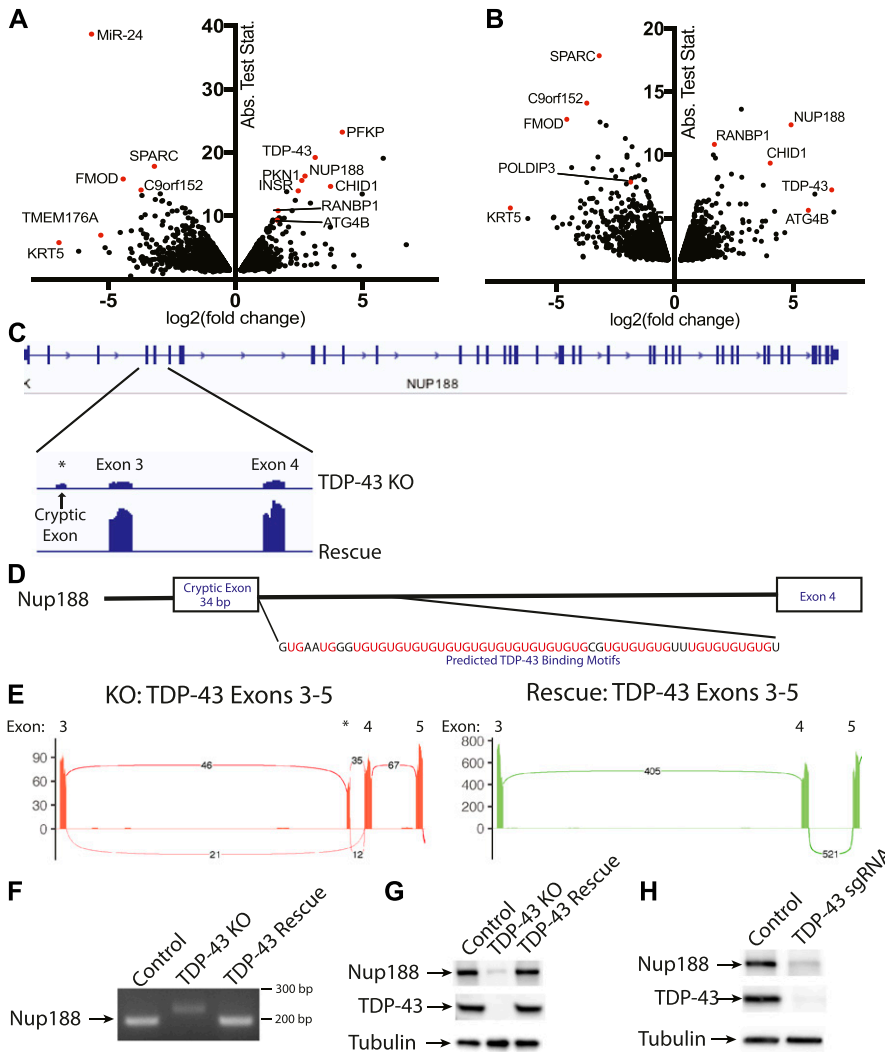 A
40
30
20
10
Abs. Test Stat.
MiR-24
PFKP
TDP-43
SPARC
NUP188
PKN1
FMOD
INSR
CHID1
C9orf152
RANBP1
ATG4B
TMEM176A
KRT5
-5
0
5
log2(fold change)
B
20
15
10
5
Abs. Test Stat.
SPARC
C9orf152
NUP188
FMOD
RANBP1
CHID1
POLDIP3
TDP-43
KRT5
ATG4B
-5
0
5
log2(fold change)
C
NUP188
*
Exon 3
Exon 4
TDP-43 KO
Cryptic
Exon
Rescue
D
Nup188
Cryptic Exon
34 bp
Exon 4
GUGAAUGGGUGUGUGUGUGUGUGUGUGUGUGUGUGUGCGUGUGUGUGUUUGUGUGUGUGU
Predicted TDP-43 Binding Motifs
E
KO: TDP-43 Exons 3-5
Exon: 3
*
4
5
90
60
30
0
46
35
67
21
12
Rescue: TDP-43 Exons 3-5
Exon: 3
4
5
800
600
400
200
0
405
521
F
Control
TDP-43 KO
TDP-43 Rescue
300 bp
Nup188
200 bp
G
Control
TDP-43 KO
TDP-43 Rescue
Nup188
TDP-43
Tubulin
H
Control
TDP-43 sgRNA
Nup188
TDP-43
Tubulin